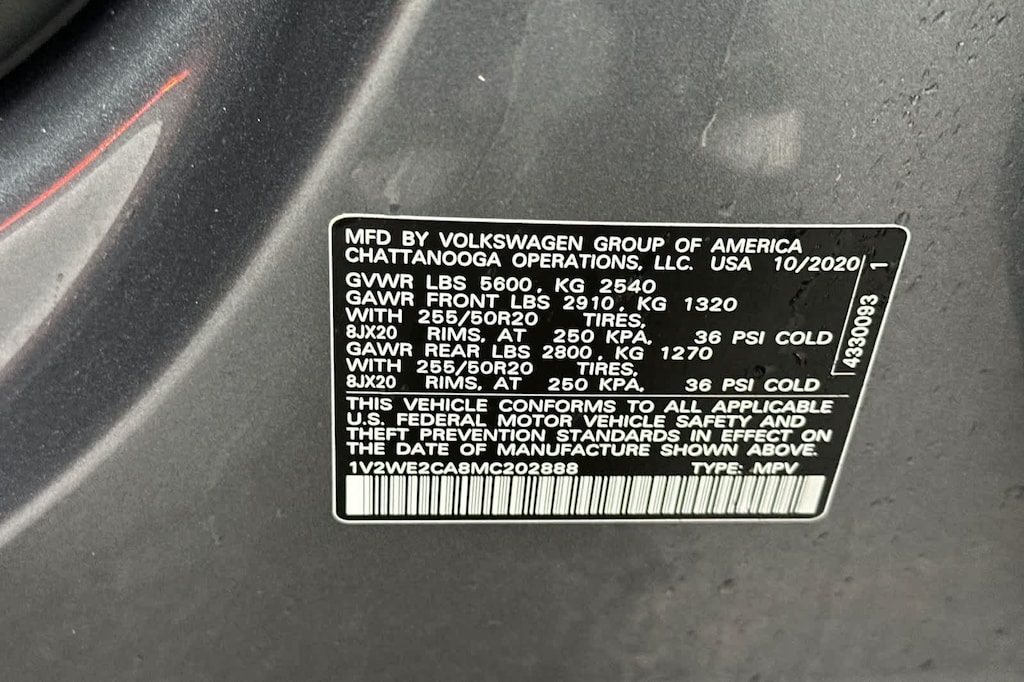 MFD BY VOLKSWAGEN GROUP OF AMERICA
CHATTANOOGA OPERATIONS, LLC. USA 10/2020
GVWR LBS 5600, KG 2540
GAWR FRONT LBS 2910, KG 1320
WITH 255/50R20 TIRES,
8JX20 RIMS, AT 250 KPA, 36 PSI COLD
GAWR REAR LBS 2800, KG 1270
WITH 255/50R20 TIRES,
8JX20 RIMS, AT 250 KPA, 36 PSI COLD
4330093 1
THIS VEHICLE CONFORMS TO ALL APPLICABLE
U.S. FEDERAL MOTOR VEHICLE SAFETY AND
THEFT PREVENTION STANDARDS IN EFFECT ON
THE DATE OF MANUFACTURE SHOWN ABOVE.
1V2WE2CA8MC202888 TYPE: MPV